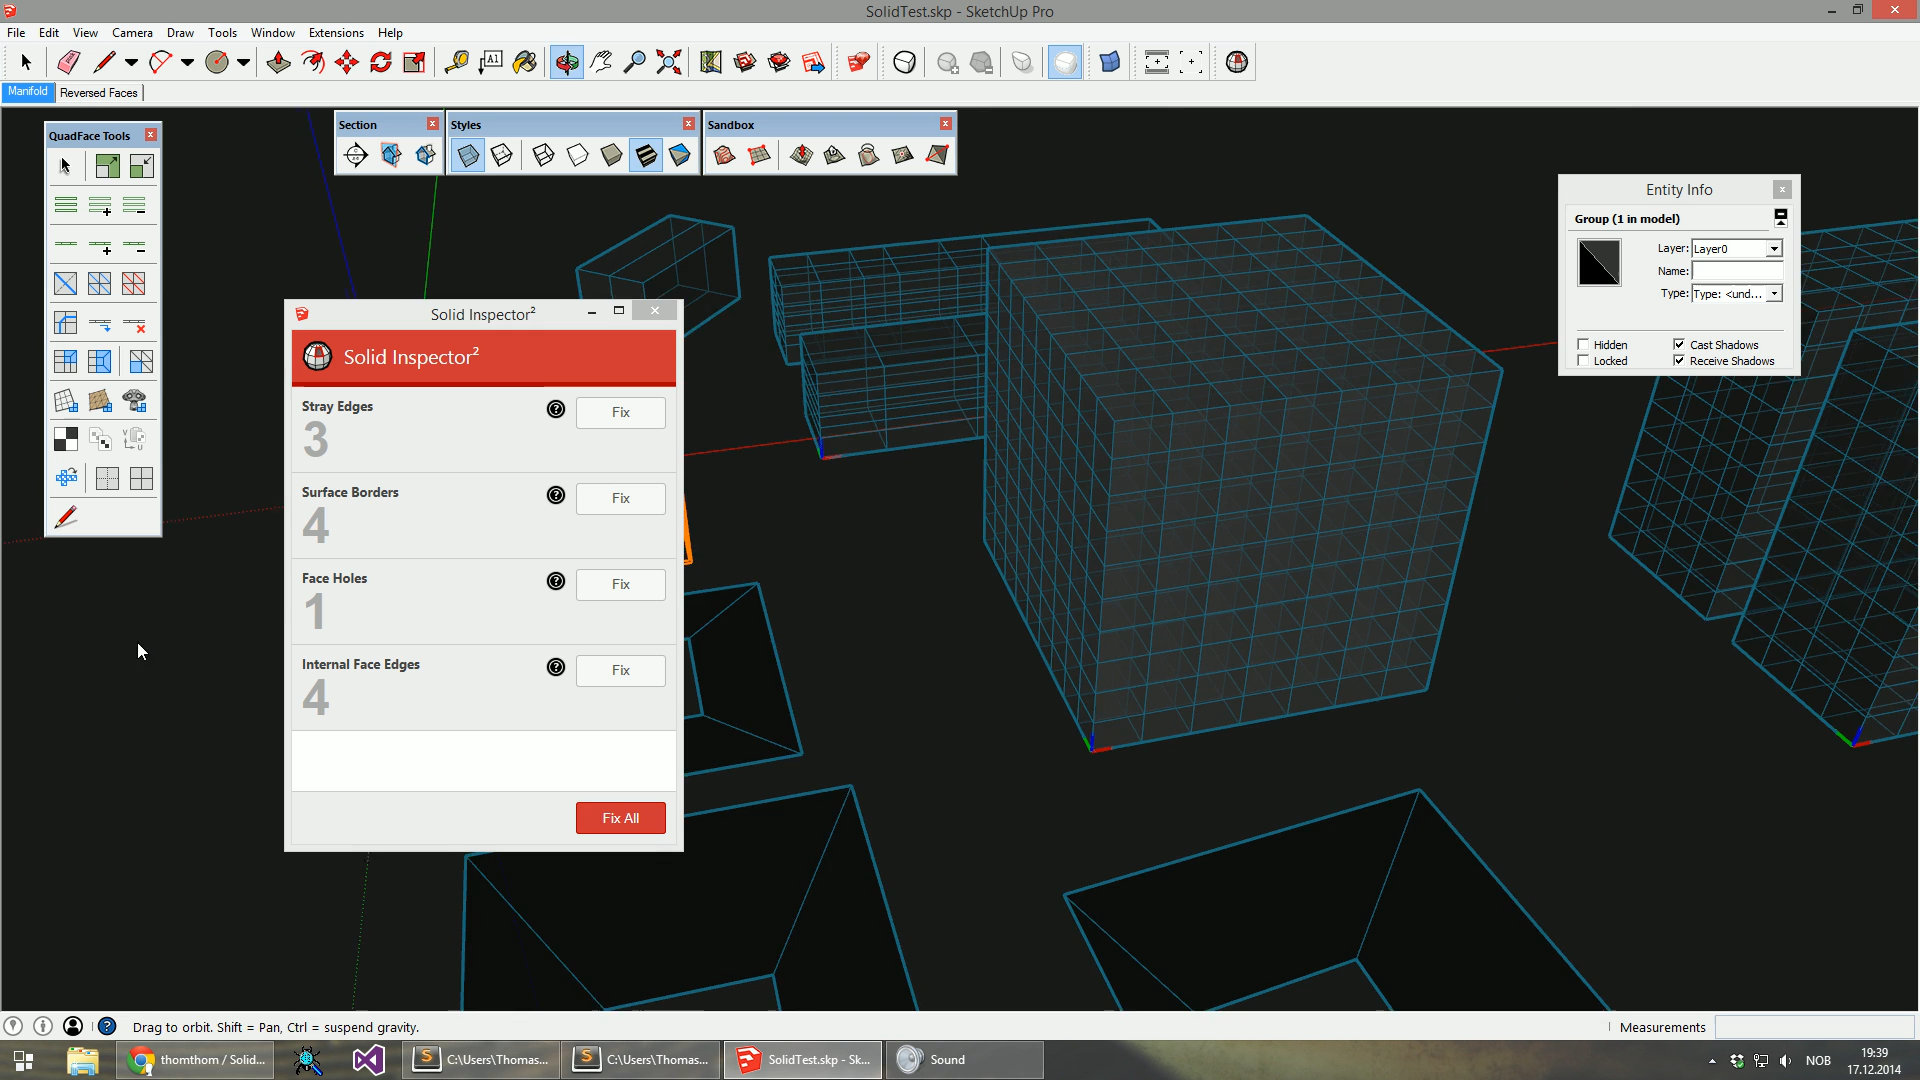 SolidTest.skp - SketchUp Pro
File Edit View Camera Draw Tools Window Extensions Help
A1
Manifold Reversed Faces
QuadFace Tools
Section
Styles
Sandbox
Entity Info
Group (1 in model)
Layer: Layer0
Name:
Type: Type: <und...
Hidden
Cast Shadows
Locked
Receive Shadows
Solid Inspector²
Solid Inspector²
Stray Edges
Fix
3
Surface Borders
Fix
4
Face Holes
Fix
1
Internal Face Edges
Fix
4
Fix All
Drag to orbit. Shift = Pan, Ctrl = suspend gravity.
Measurements
thomthom / Solid...
C:\Users\Thomas...
C:\Users\Thomas...
SolidTest.skp - Sk...
Sound
NOB
19:39
17.12.2014